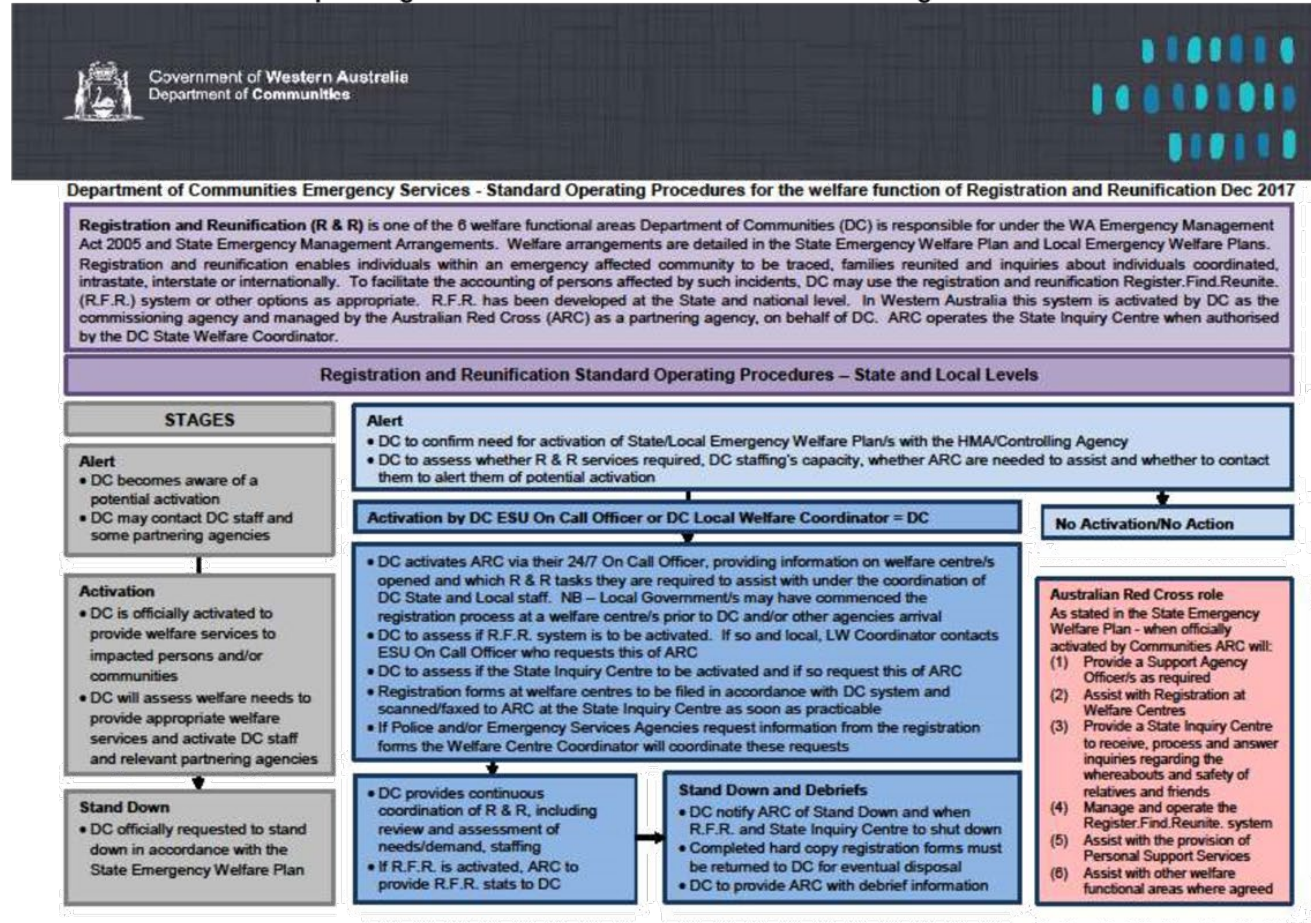 Government of Western Australia
Department of Communities
Department of Communities Emergency Services - Standard Operating Procedures for the welfare function of Registration and Reunification Dec 2017
Registration and Reunification (R & R) is one of the 6 welfare functional areas Department of Communities (DC) is responsible for under the WA Emergency Management
Act 2005 and State Emergency Management Arrangements. Welfare arrangements are detailed in the State Emergency Welfare Plan and Local Emergency Welfare Plans.
Registration and reunification enables individuals within an emergency affected community to be traced, families reunited and inquiries about individuals coordinated,
intrastate, interstate or internationally. To facilitate the accounting of persons affected by such incidents, DC may use the registration and reunification Register.Find.Reunite.
(R.F.R.) system or other options as appropriate. R.F.R. has been developed at the State and national level. In Western Australia this system is activated by DC as the
commissioning agency and managed by the Australian Red Cross (ARC) as a partnering agency, on behalf of DC. ARC operates the State Inquiry Centre when authorised
by the DC State Welfare Coordinator.
Registration and Reunification Standard Operating Procedures – State and Local Levels
STAGES
Alert
• DC becomes aware of a
potential activation
• DC may contact DC staff and
some partnering agencies
Activation
• DC is officially activated to
provide welfare services to
impacted persons and/or
communities
• DC will assess welfare needs to
provide appropriate welfare
services and activate DC staff
and relevant partnering agencies
Stand Down
• DC officially requested to stand
down in accordance with the
State Emergency Welfare Plan
Alert
• DC to confirm need for activation of State/Local Emergency Welfare Plan/s with the HMA/Controlling Agency
• DC to assess whether R & R services required, DC staffing's capacity, whether ARC are needed to assist and whether to contact
them to alert them of potential activation
Activation by DC ESU On Call Officer or DC Local Welfare Coordinator = DC
No Activation/No Action
• DC activates ARC via their 24/7 On Call Officer, providing information on welfare centre/s
opened and which R & R tasks they are required to assist with under the coordination of
DC State and Local staff. NB – Local Government/s may have commenced the
registration process at a welfare centre/s prior to DC and/or other agencies arrival
• DC to assess if R.F.R. system is to be activated. If so and local, LW Coordinator contacts
ESU On Call Officer who requests this of ARC
• DC to assess if the State Inquiry Centre to be activated and if so request this of ARC
• Registration forms at welfare centres to be filed in accordance with DC system and
scanned/faxed to ARC at the State Inquiry Centre as soon as practicable
• If Police and/or Emergency Services Agencies request information from the registration
forms the Welfare Centre Coordinator will coordinate these requests
• DC provides continuous
coordination of R & R, including
review and assessment of
needs/demand, staffing
• If R.F.R. is activated, ARC to
provide R.F.R. stats to DC
Stand Down and Debriefs
• DC notify ARC of Stand Down and when
R.F.R. and State Inquiry Centre to shut down
• Completed hard copy registration forms must
be returned to DC for eventual disposal
• DC to provide ARC with debrief information
Australian Red Cross role
As stated in the State Emergency
Welfare Plan - when officially
activated by Communities ARC will:
(1) Provide a Support Agency
Officer/s as required
(2) Assist with Registration at
Welfare Centres
(3) Provide a State Inquiry Centre
to receive, process and answer
inquiries regarding the
whereabouts and safety of
relatives and friends
(4) Manage and operate the
Register.Find.Reunite. system
(5) Assist with the provision of
Personal Support Services
(6) Assist with other welfare
functional areas where agreed